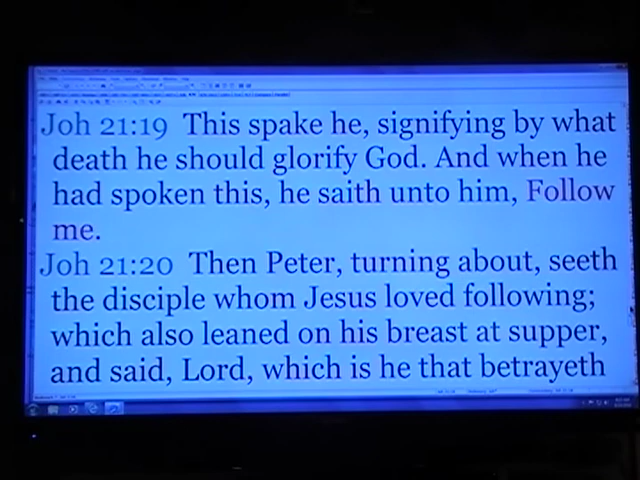 Joh 21:19 This spake he, signifying by what
death he should glorify God. And when he
had spoken this, he saith unto him, Follow
me.
Joh 21:20 Then Peter, turning about, seeth
the disciple whom Jesus loved following;
which also leaned on his breast at supper,
and said, Lord, which is he that betrayeth